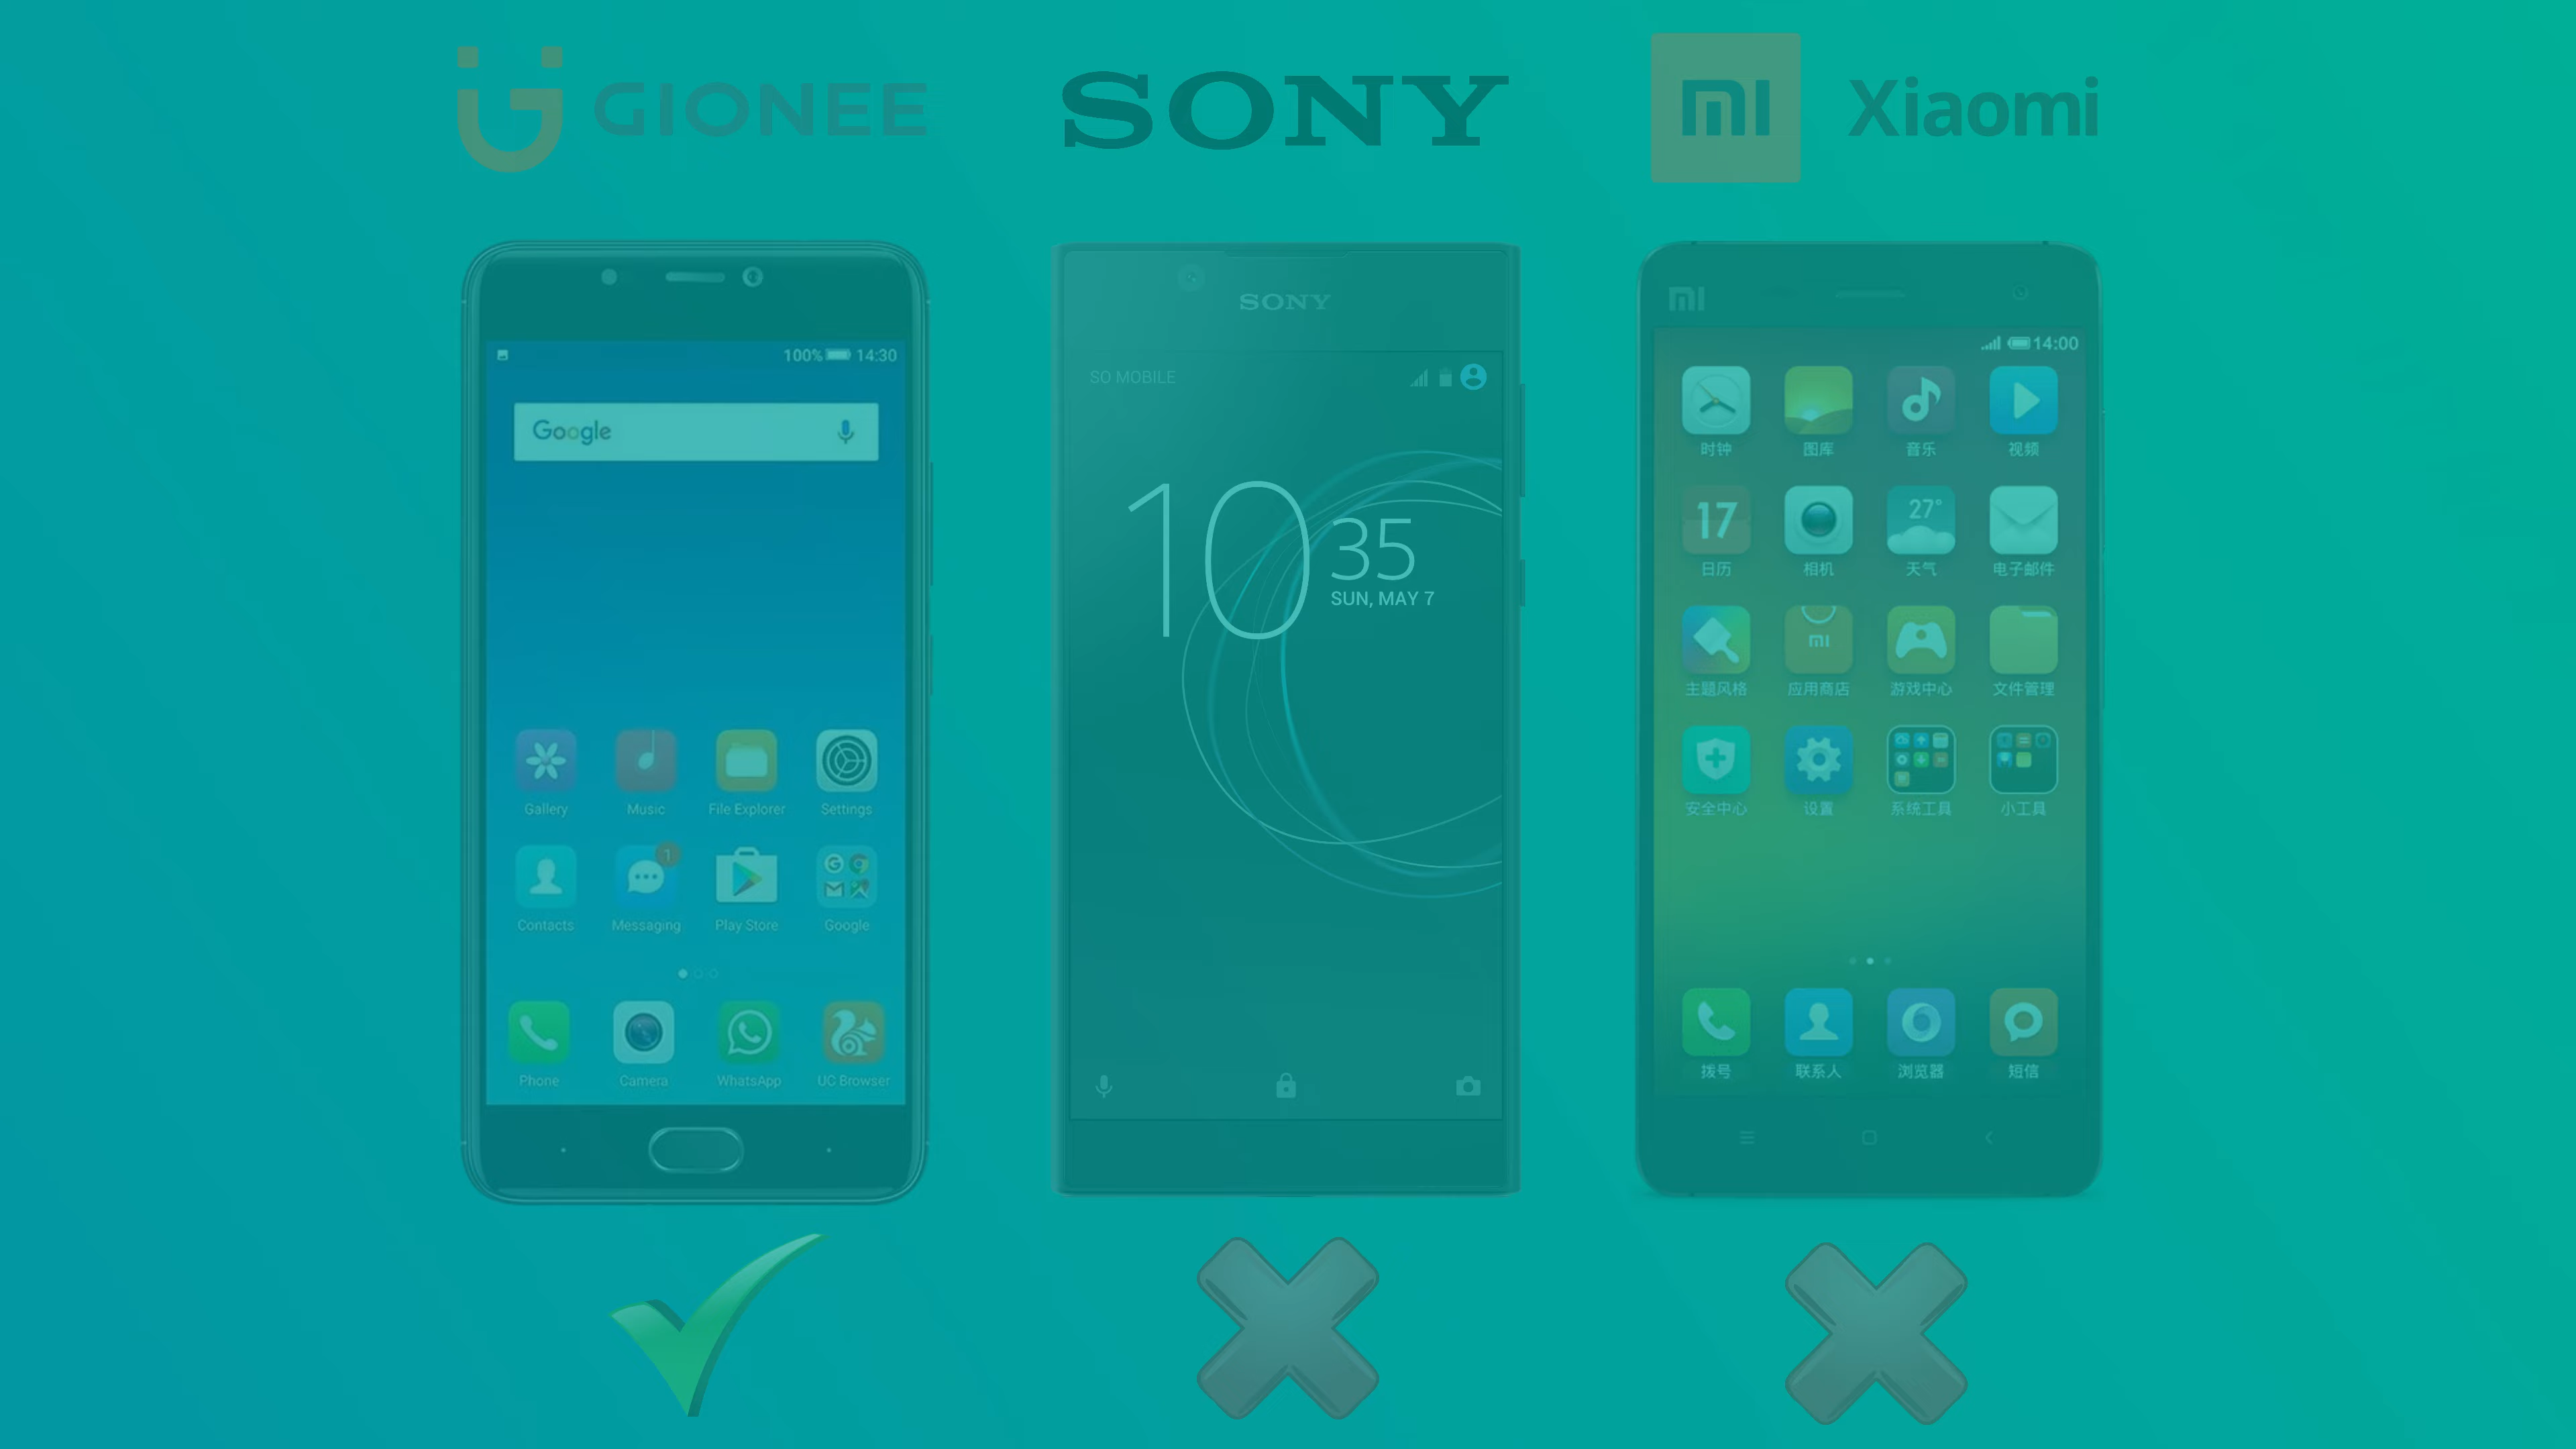 GIONEE
SONY
mi Xiaomi
100% 14:30
Google
Gallery Music File Explorer Settings
1
Contacts Messaging Play Store Google
Phone Camera WhatsApp UC Browser
SONY
SO MOBILE
10 35
SUN, MAY 7
mi
14:00
时钟 图库 音乐 视频
17 27°
日历 相机 天气 电子邮件
mi
主题风格 应用商店 游戏中心 文件管理
安全中心 设置 系统工具 小工具
拨号 联系人 浏览器 短信